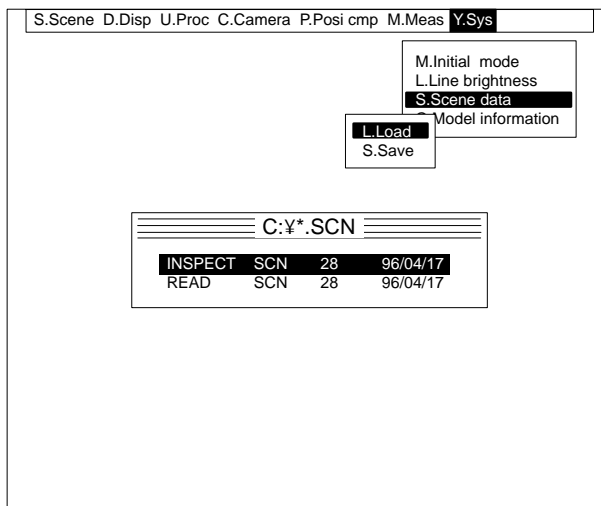 S.Scene D.Disp U.Proc C.Camera P.Posi cmp M.Meas Y.Sys
M.Initial mode
L.Line brightness
S.Scene data
Model information
L.Load
S.Save
C:¥*.SCN
INSPECT SCN 28 96/04/17
READ SCN 28 96/04/17